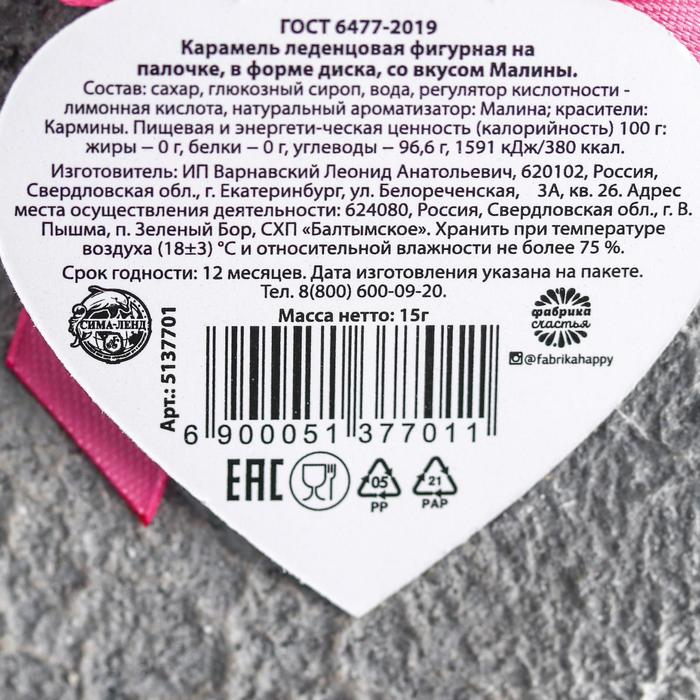 ГОСТ 6477-2019
Карамель леденцовая фигурная на
палочке, в форме диска, со вкусом Малины.
Состав: сахар, глюкозный сироп, вода, регулятор кислотности -
лимонная кислота, натуральный ароматизатор: Малина; красители:
Кармины. Пищевая и энергети-ческая ценность (калорийность) 100 г:
жиры – 0 г, белки – 0 г, углеводы – 96,6 г, 1591 кДж/380 ккал.
Изготовитель: ИП Варнавский Леонид Анатольевич, 620102, Россия,
Свердловская обл., г. Екатеринбург, ул. Белореченская, 3А, кв. 26. Адрес
места осуществления деятельности: 624080, Россия, Свердловская обл., г. В.
Пышма, п. Зеленый Бор, СХП «Балтымское». Хранить при температуре
воздуха (18±3) °С и относительной влажности не более 75 %.
Срок годности: 12 месяцев. Дата изготовления указана на пакете.
Тел. 8(800) 600-09-20.
Масса нетто: 15г
СИМА-ЛЕНД
Арт.: 5137701
фабрика
счастья
@fabrikahappy
6 900051 377011
EAC
05
PP
21
PAP